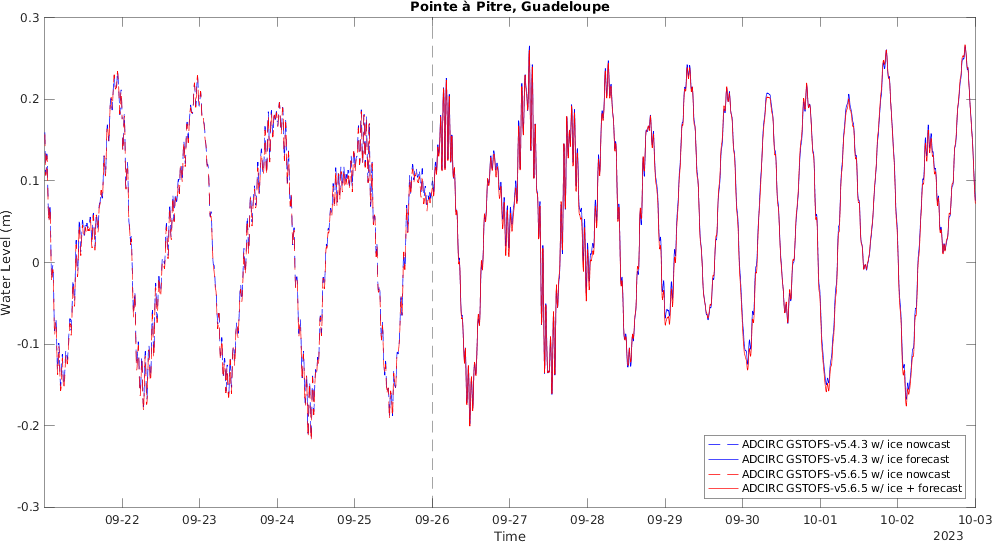 Pointe à Pitre, Guadeloupe
0.3
0.2
0.1
0
-0.1
-0.2
-0.3
Water Level (m)
ADCIRC GSTOFS-v5.4.3 w/ ice nowcast
ADCIRC GSTOFS-v5.4.3 w/ ice forecast
ADCIRC GSTOFS-v5.6.5 w/ ice nowcast
ADCIRC GSTOFS-v5.6.5 w/ ice + forecast
09-22 09-23 09-24 09-25 09-26 09-27 09-28 09-29 09-30 10-01 10-02 10-03
Time
2023